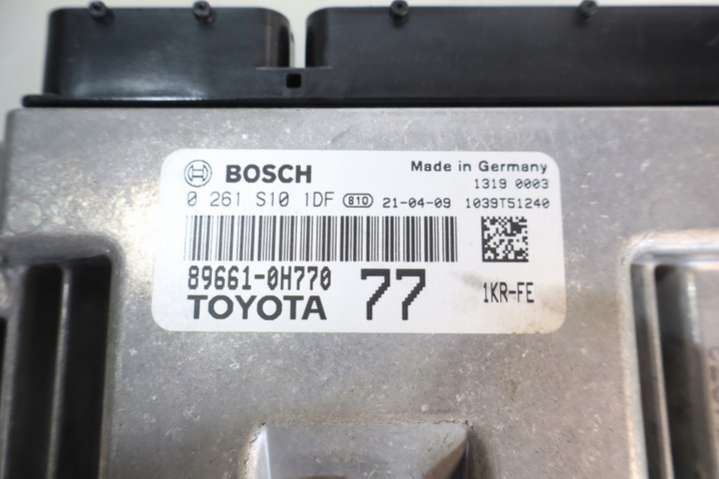 BOSCH Made in Germany
1319 0003
0 261 S10 1DF 810 21-04-09 1039T51240
89661-0H770
TOYOTA 77 1KR-FE